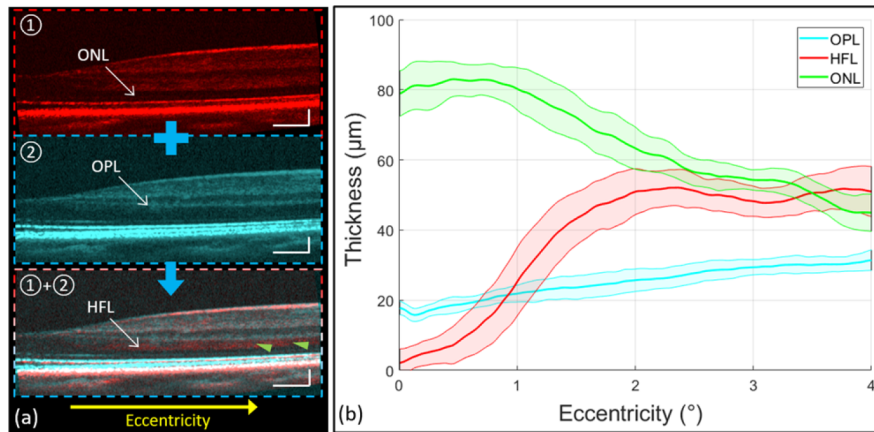 ①
ONL
②
OPL
①+②
HFL
(a)
Eccentricity
100
80
60
40
20
0
Thickness (μm)
OPL
HFL
ONL
0
1
2
3
4
(b)
Eccentricity (°)